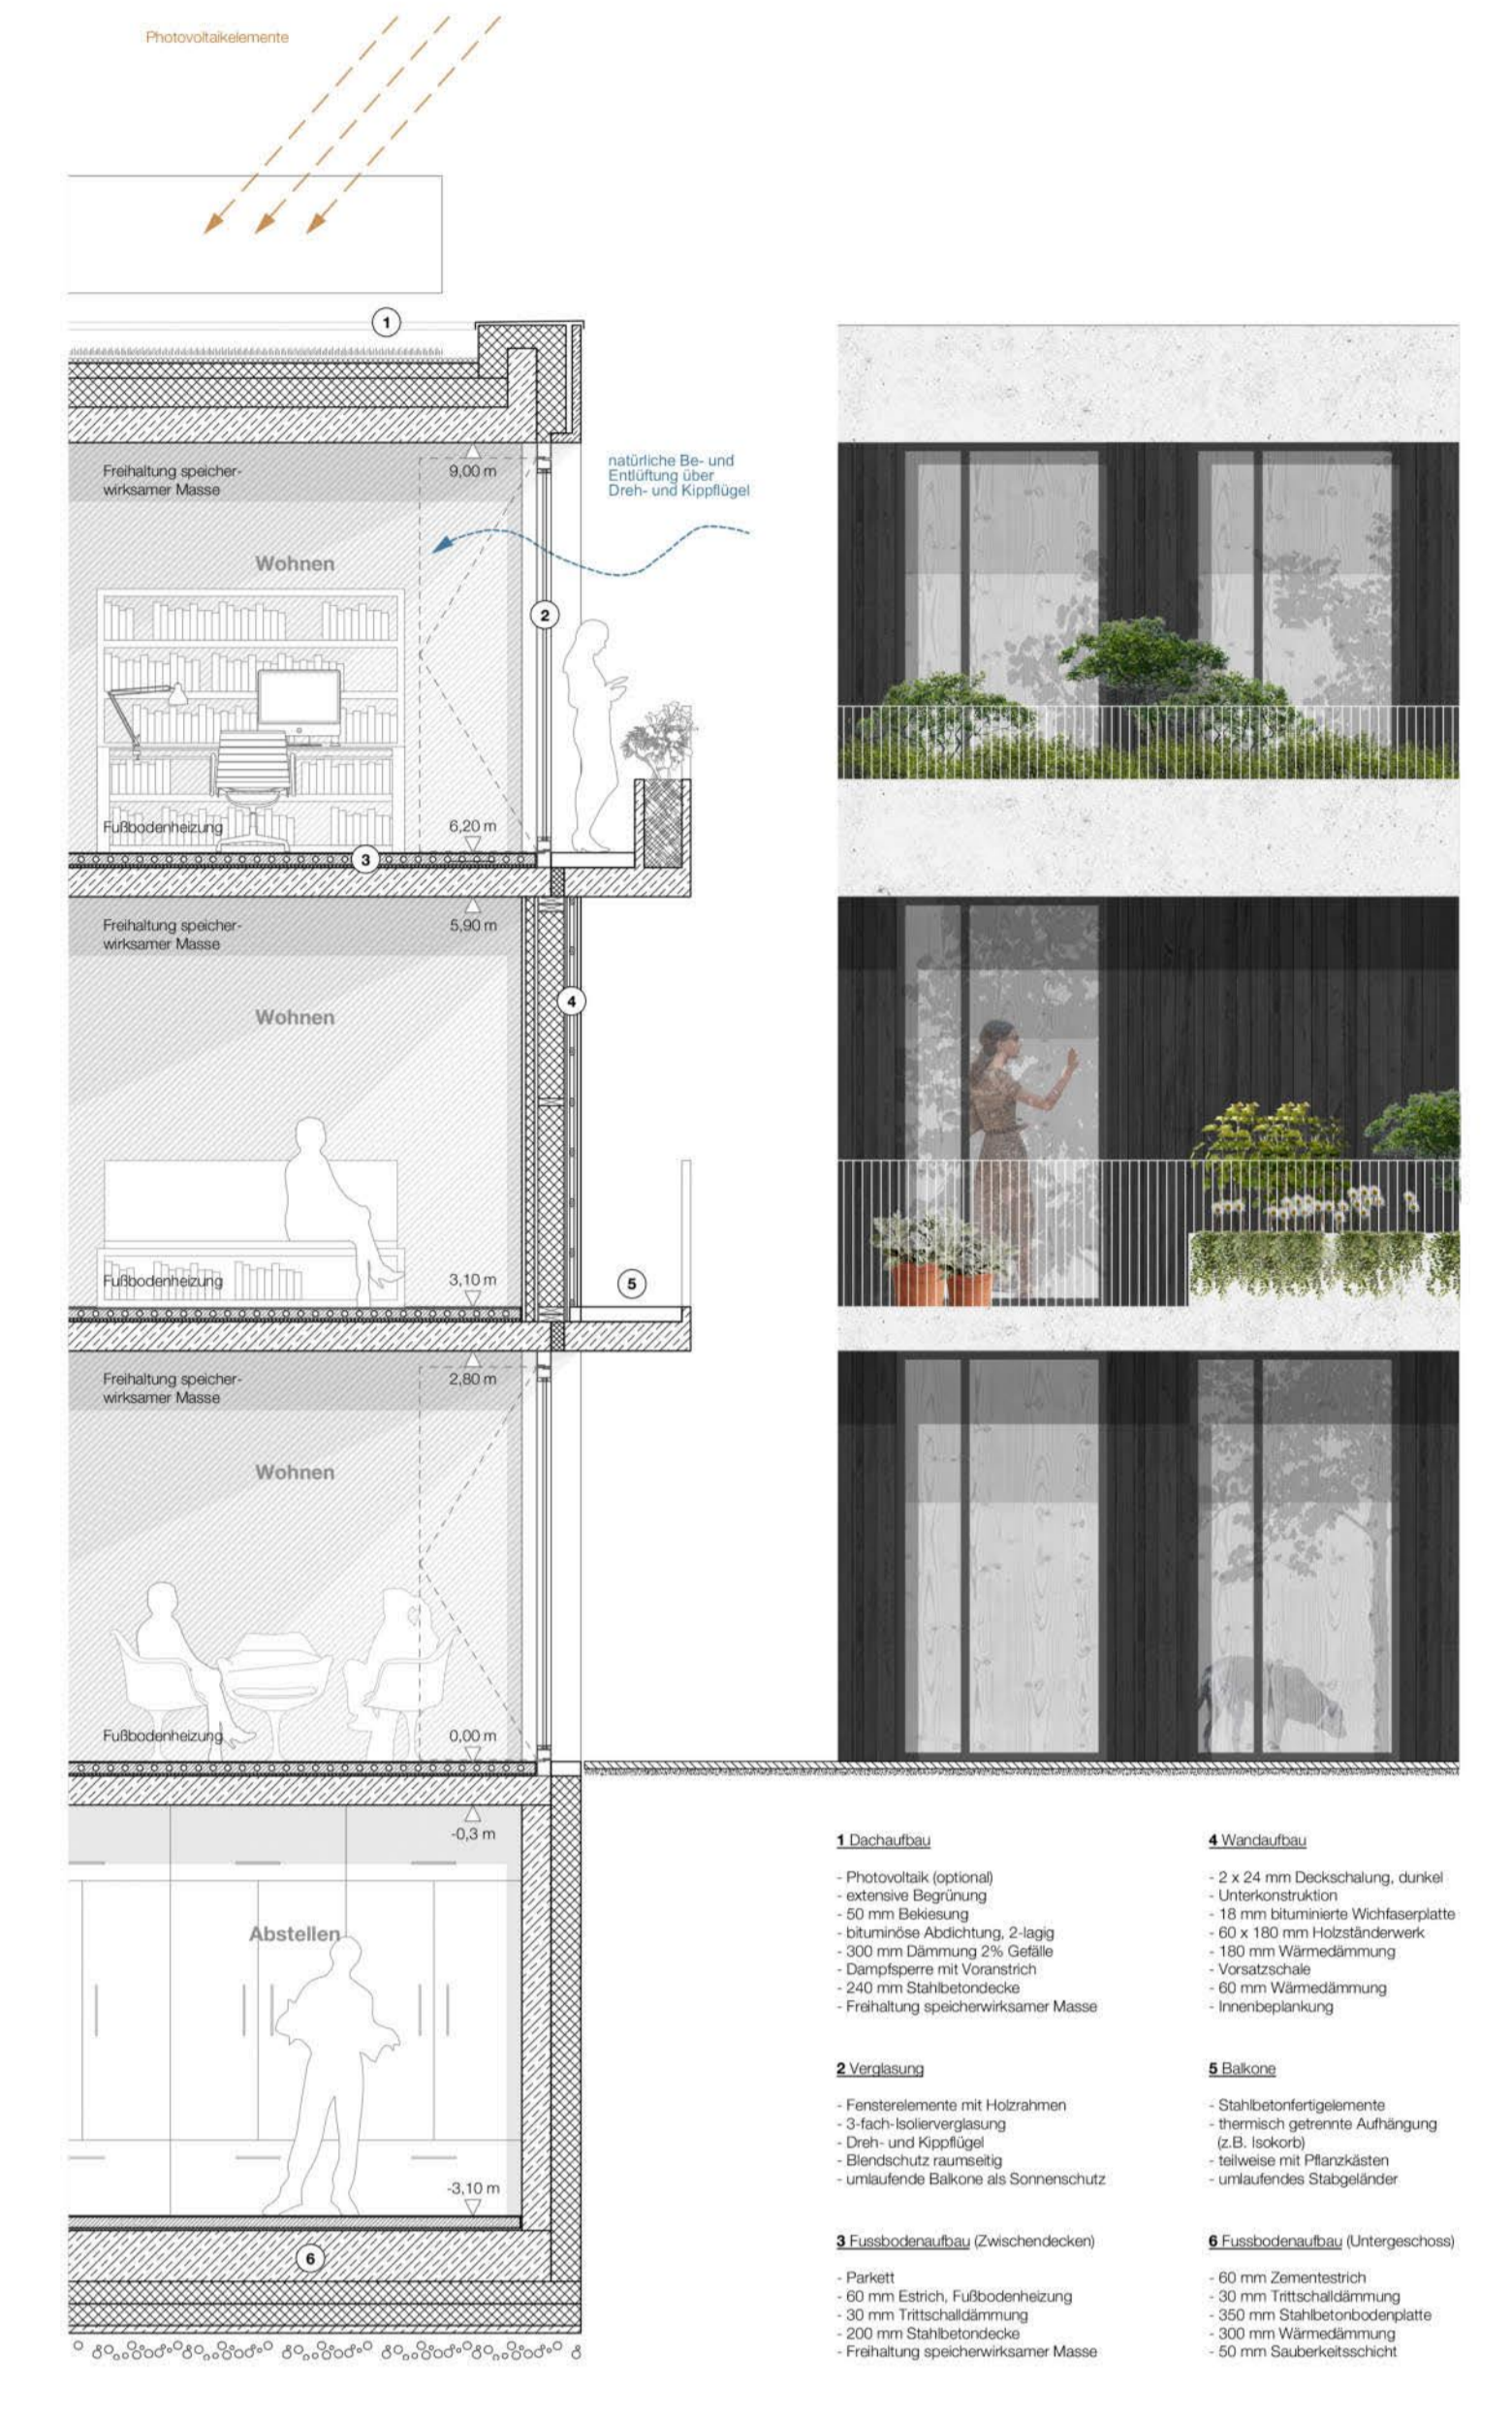 Photovoltaikelemente
1
Freihaltung speicher-
wirksamer Masse
9,00 m
natürliche Be- und
Entlüftung über
Dreh- und Kippflügel
Wohnen
2
Fußbodenheizung
6,20 m
3
Freihaltung speicher-
wirksamer Masse
5,90 m
4
Wohnen
Fußbodenheizung
3,10 m
5
Freihaltung speicher-
wirksamer Masse
2,80 m
Wohnen
Fußbodenheizung
0,00 m
-0,3 m
Abstellen
-3,10 m
6
1 Dachaufbau
- Photovoltaik (optional)
- extensive Begrünung
- 50 mm Bekiesung
- bituminöse Abdichtung, 2-lagig
- 300 mm Dämmung 2% Gefälle
- Dampfsperre mit Voranstrich
- 240 mm Stahlbetondecke
- Freihaltung speicherwirksamer Masse
2 Verglasung
- Fensterelemente mit Holzrahmen
- 3-fach-Isolierverglasung
- Dreh- und Kippflügel
- Blendschutz raumseitig
- umlaufende Balkone als Sonnenschutz
3 Fussbodenaufbau (Zwischendecken)
- Parkett
- 60 mm Estrich, Fußbodenheizung
- 30 mm Trittschalldämmung
- 200 mm Stahlbetondecke
- Freihaltung speicherwirksamer Masse
4 Wandaufbau
- 2 x 24 mm Deckschalung, dunkel
- Unterkonstruktion
- 18 mm bituminierte Wichfaserplatte
- 60 x 180 mm Holzständerwerk
- 180 mm Wärmedämmung
- Vorsatzschale
- 60 mm Wärmedämmung
- Innenbeplankung
5 Balkone
- Stahlbetonfertigelemente
- thermisch getrennte Aufhängung
(z.B. Isokorb)
- teilweise mit Pflanzkästen
- umlaufendes Stabgeländer
6 Fussbodenaufbau (Untergeschoss)
- 60 mm Zementestrich
- 30 mm Trittschalldämmung
- 350 mm Stahlbetonbodenplatte
- 300 mm Wärmedämmung
- 50 mm Sauberkeitsschicht